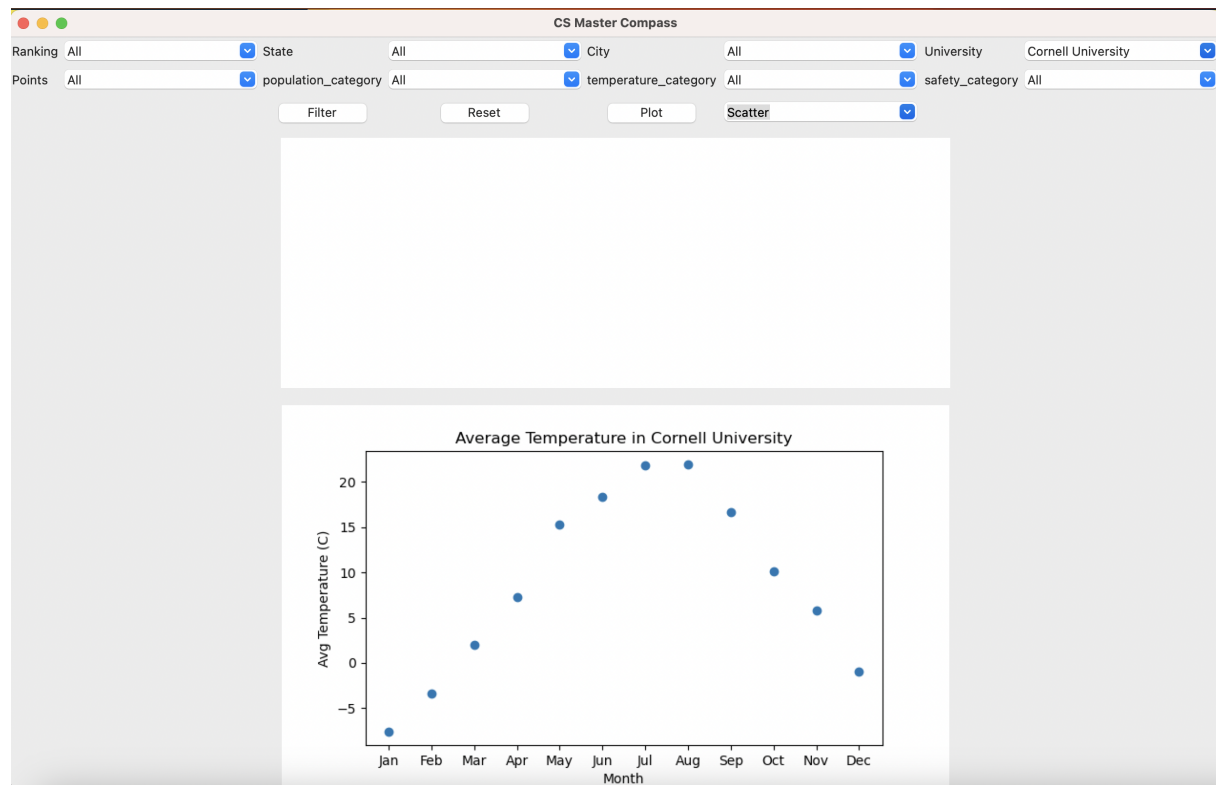 CS Master Compass
Ranking All State All City All University Cornell University
Points All population_category All temperature_category All safety_category All
Filter Reset Plot Scatter
Average Temperature in Cornell University
Avg Temperature (C)
20
15
10
5
0
−5
Jan Feb Mar Apr May Jun Jul Aug Sep Oct Nov Dec
Month